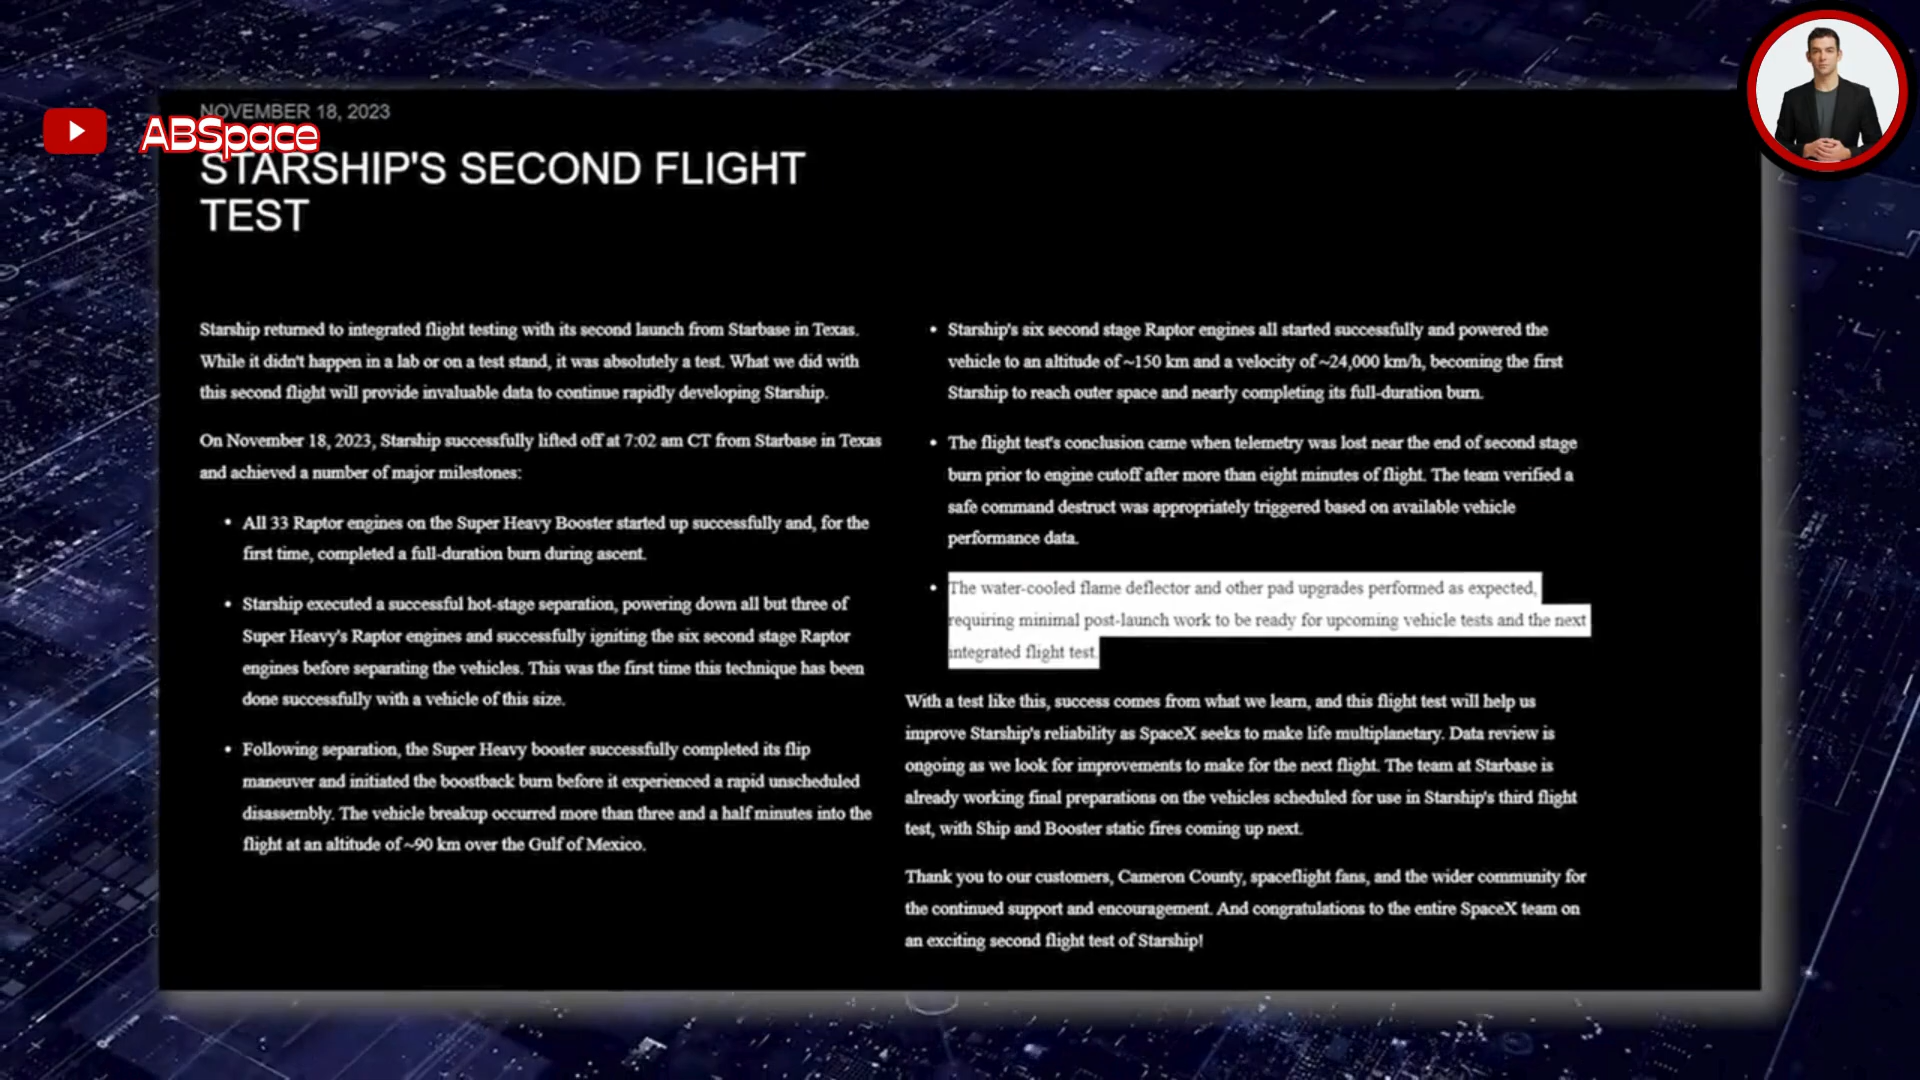 NOVEMBER 18, 2023
ABSpace
STARSHIP'S SECOND FLIGHT
TEST
Starship returned to integrated flight testing with its second launch from Starbase in Texas.
While it didn't happen in a lab or on a test stand, it was absolutely a test. What we did with
this second flight will provide invaluable data to continue rapidly developing Starship.
On November 18, 2023, Starship successfully lifted off at 7:02 am CT from Starbase in Texas
and achieved a number of major milestones:
• All 33 Raptor engines on the Super Heavy Booster started up successfully and, for the
first time, completed a full-duration burn during ascent.
• Starship executed a successful hot-stage separation, powering down all but three of
Super Heavy's Raptor engines and successfully igniting the six second stage Raptor
engines before separating the vehicles. This was the first time this technique has been
done successfully with a vehicle of this size.
• Following separation, the Super Heavy booster successfully completed its flip
maneuver and initiated the boostback burn before it experienced a rapid unscheduled
disassembly. The vehicle breakup occurred more than three and a half minutes into the
flight at an altitude of ~90 km over the Gulf of Mexico.
• Starship's six second stage Raptor engines all started successfully and powered the
vehicle to an altitude of ~150 km and a velocity of ~24,000 km/h, becoming the first
Starship to reach outer space and nearly completing its full-duration burn.
• The flight test's conclusion came when telemetry was lost near the end of second stage
burn prior to engine cutoff after more than eight minutes of flight. The team verified a
safe command destruct was appropriately triggered based on available vehicle
performance data.
• The water-cooled flame deflector and other pad upgrades performed as expected,
requiring minimal post-launch work to be ready for upcoming vehicle tests and the next
integrated flight test.
With a test like this, success comes from what we learn, and this flight test will help us
improve Starship's reliability as SpaceX seeks to make life multiplanetary. Data review is
ongoing as we look for improvements to make for the next flight. The team at Starbase is
already working final preparations on the vehicles scheduled for use in Starship's third flight
test, with Ship and Booster static fires coming up next.
Thank you to our customers, Cameron County, spaceflight fans, and the wider community for
the continued support and encouragement. And congratulations to the entire SpaceX team on
an exciting second flight test of Starship!